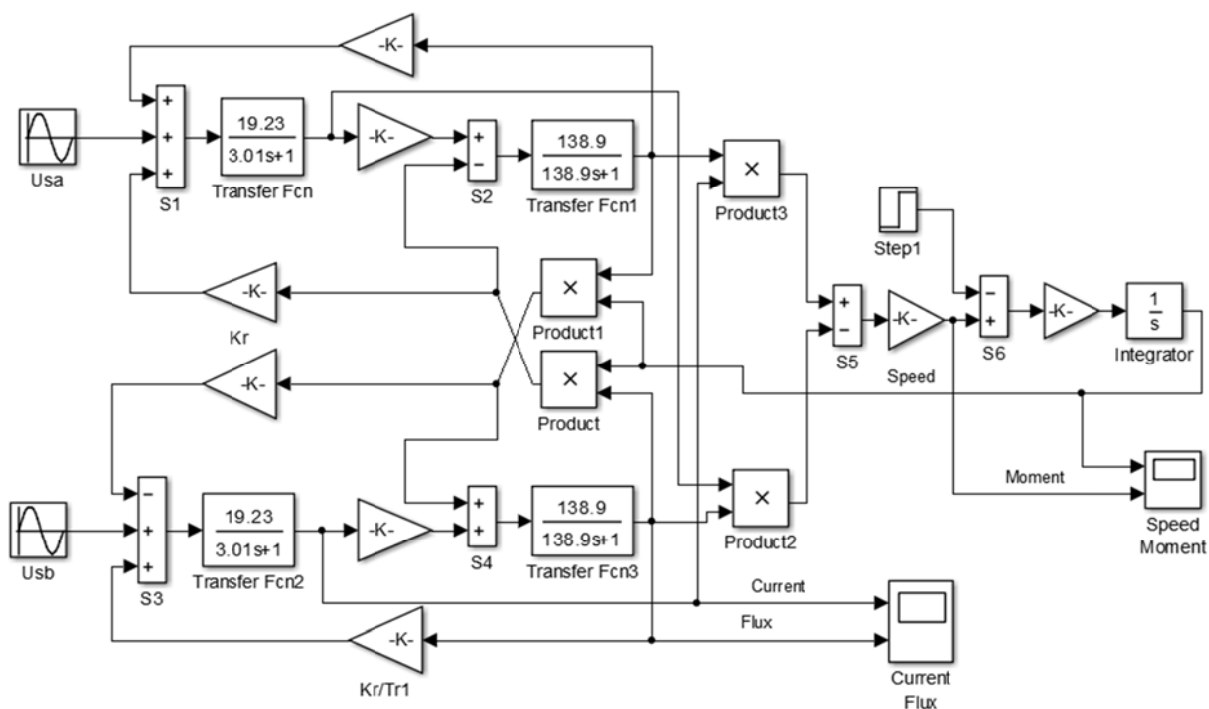 -K-
+
+
+
Usa
S1
19.23
3.01s+1
Transfer Fcn
-K-
+
−
S2
138.9
138.9s+1
Transfer Fcn1
×
Product3
Step1
-K-
Kr
×
Product1
×
Product
+
−
S5
-K-
Speed
−
+
S6
-K-
1
s
Integrator
-K-
−
+
+
Usb
S3
19.23
3.01s+1
Transfer Fcn2
-K-
+
+
S4
138.9
138.9s+1
Transfer Fcn3
×
Product2
Moment
Speed
Moment
Current
Flux
-K-
Kr/Tr1
Current
Flux